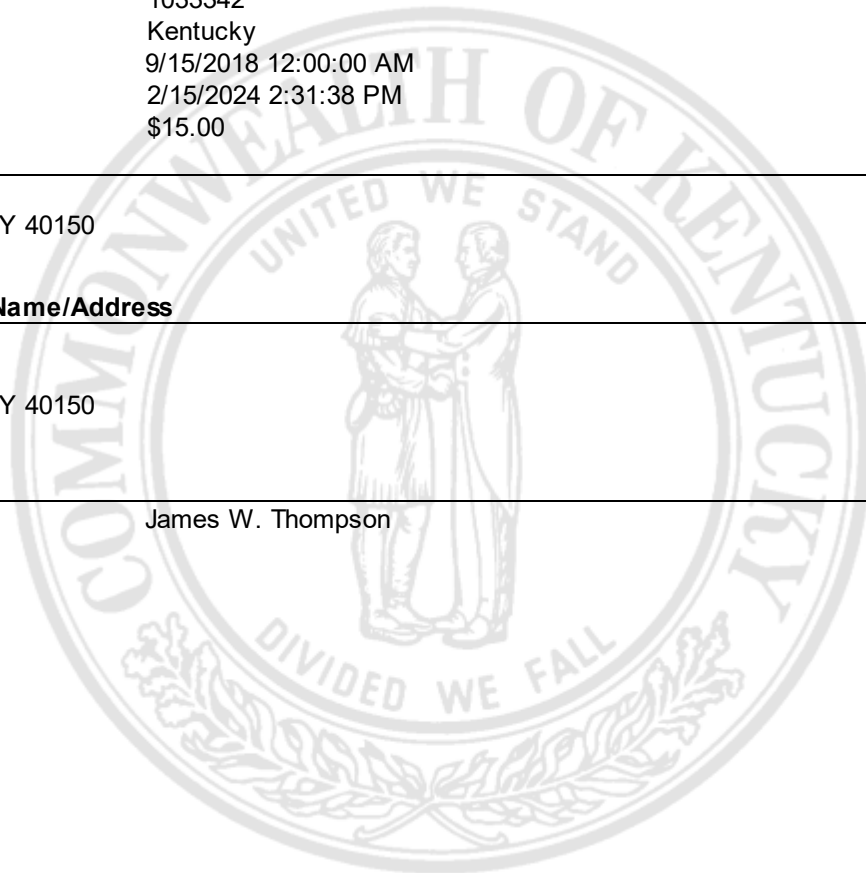 Kentucky
9/15/2018 12:00:00 AM
2/15/2024 2:31:38 PM
$15.00
Y 40150
Name/Address
Y 40150
James W. Thompson
COMMONWEALTH OF KENTUCKY
UNITED WE STAND
DIVIDED WE FALL